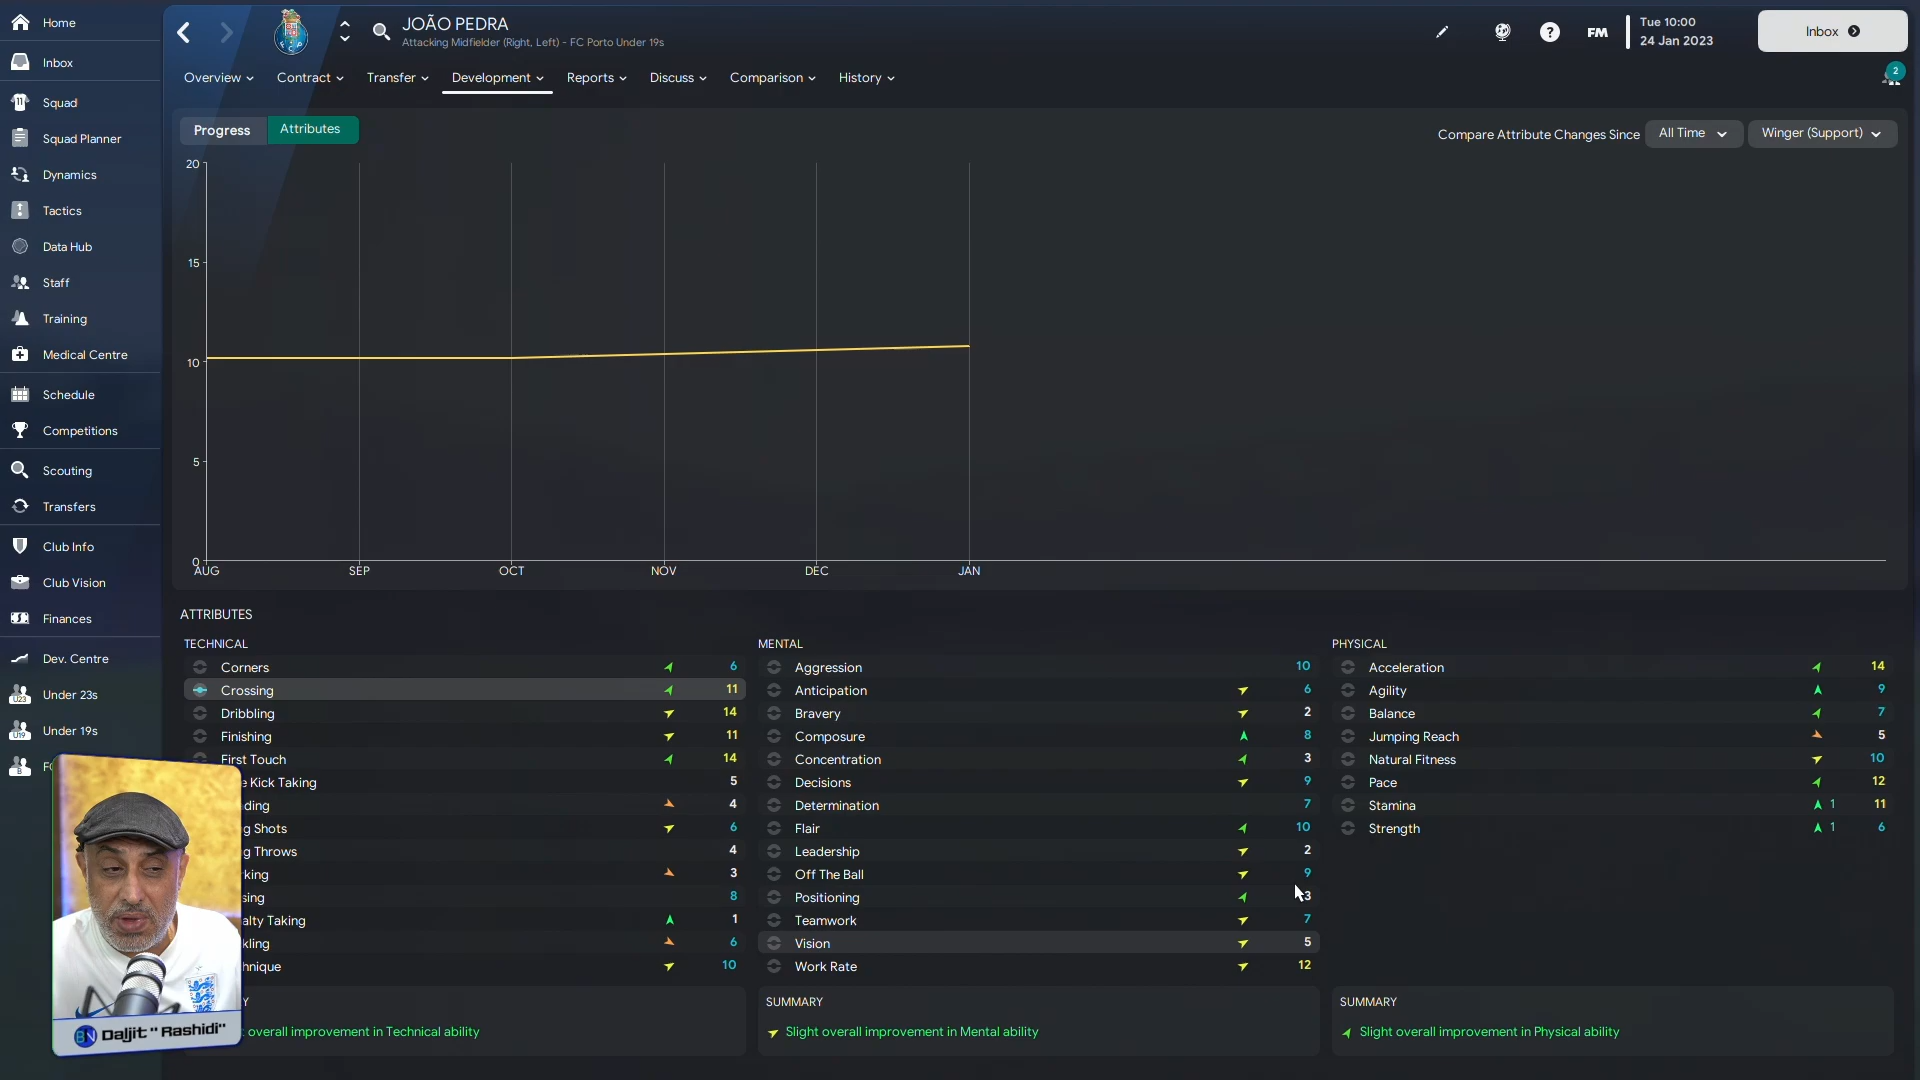 Home
Inbox
Squad
Squad Planner
Dynamics
Tactics
Data Hub
Staff
Training
Medical Centre
Schedule
Competitions
Scouting
Transfers
Club Info
Club Vision
Finances
Dev. Centre
Under 23s
Under 19s
JOÃO PEDRA
Attacking Midfielder (Right, Left) - FC Porto Under 19s
FM
Tue 10:00
24 Jan 2023
Inbox
Overview Contract Transfer Development Reports Discuss Comparison History
2
Progress Attributes
Compare Attribute Changes Since All Time Winger (Support)
20
15
10
5
0
AUG SEP OCT NOV DEC JAN
ATTRIBUTES
TECHNICAL
Corners 6
Crossing 11
Dribbling 14
Finishing 11
First Touch 14
e Kick Taking 5
ding 4
g Shots 6
g Throws 4
king 3
sing 8
alty Taking 1
kling 6
hnique 10
Y
overall improvement in Technical ability
MENTAL
Aggression 10
Anticipation 6
Bravery 2
Composure 8
Concentration 3
Decisions 9
Determination 7
Flair 10
Leadership 2
Off The Ball 9
Positioning 3
Teamwork 7
Vision 5
Work Rate 12
SUMMARY
Slight overall improvement in Mental ability
PHYSICAL
Acceleration 14
Agility 9
Balance 7
Jumping Reach 5
Natural Fitness 10
Pace 12
Stamina 1 11
Strength 1 6
SUMMARY
Slight overall improvement in Physical ability
BN Daljit "Rashidi"